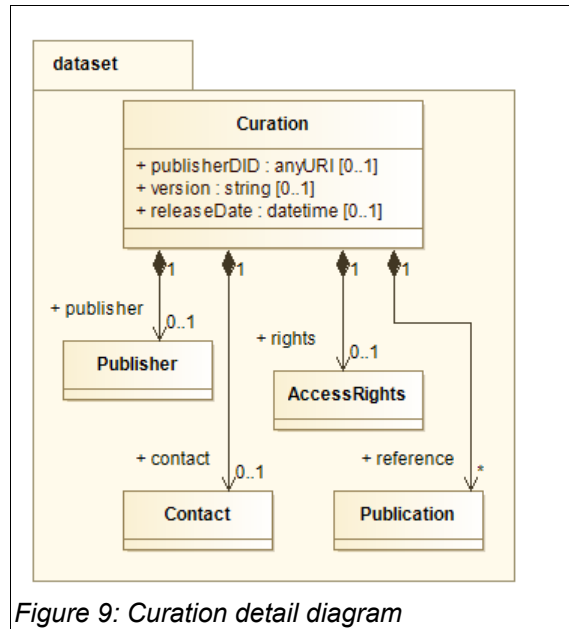 dataset
Curation
+ publisherDID : anyURI [0..1]
+ version : string [0..1]
+ releaseDate : datetime [0..1]
1
1
1
1
+ publisher
0..1
+ rights
0..1
Publisher
AccessRights
+ contact
0..1
+ reference
*
Contact
Publication
Figure 9: Curation detail diagram